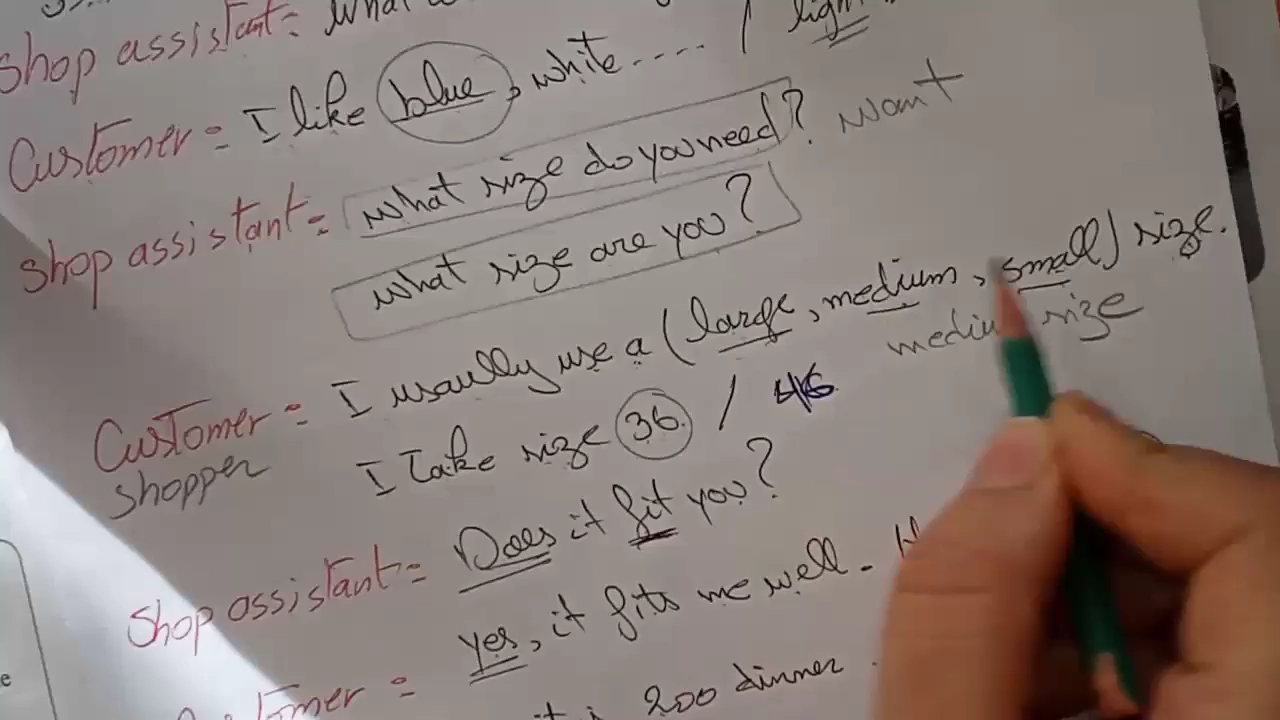 shop assistant = What
Customer = I like blue, white.... / light
shop assistant = What size do you need? want
What size are you?
Customer = I usaully use a (large, medium, small) size.
shopper medium size
I take size 36. / 46
Shop assistant = Does it fit you?
yes, it fits me well.
200 dinner.
e